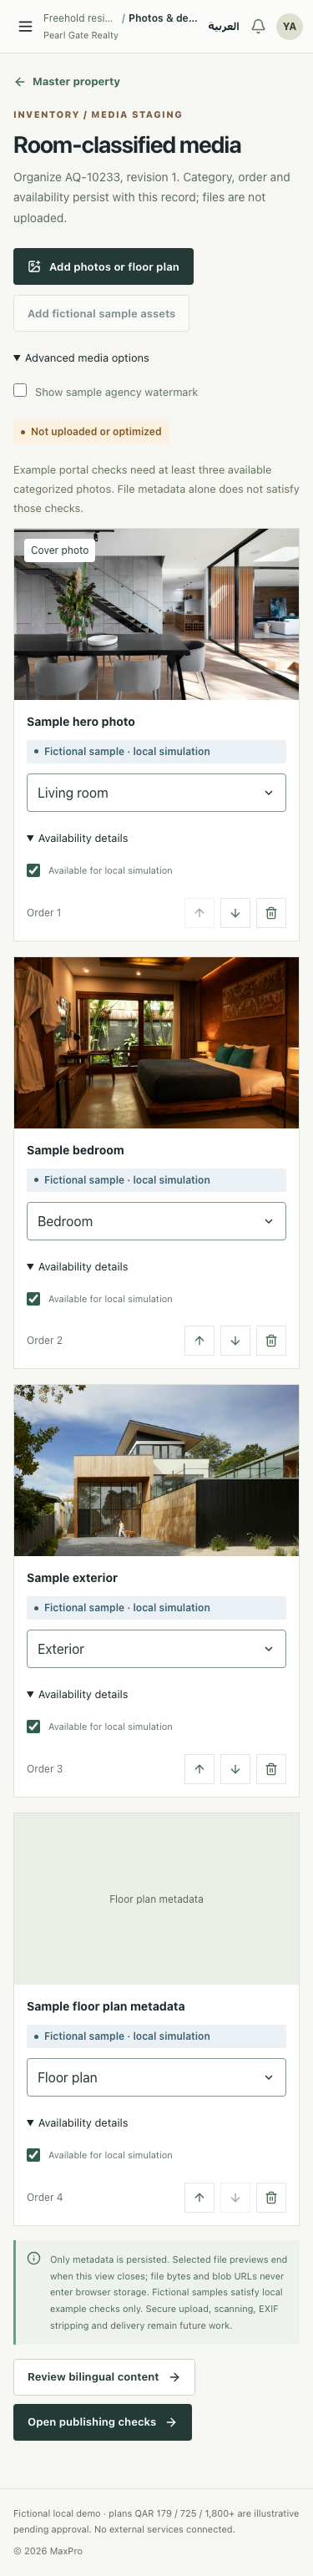 Freehold resi... / Photos & de...
Pearl Gate Realty
العربية
YA
Master property
INVENTORY / MEDIA STAGING
Room-classified media
Organize AQ-10233, revision 1. Category, order and
availability persist with this record; files are not
uploaded.
Add photos or floor plan
Add fictional sample assets
Advanced media options
Show sample agency watermark
Not uploaded or optimized
Example portal checks need at least three available
categorized photos. File metadata alone does not satisfy
those checks.
Cover photo
Sample hero photo
Fictional sample · local simulation
Living room
Availability details
Available for local simulation
Order 1
Sample bedroom
Fictional sample · local simulation
Bedroom
Availability details
Available for local simulation
Order 2
Sample exterior
Fictional sample · local simulation
Exterior
Availability details
Available for local simulation
Order 3
Floor plan metadata
Sample floor plan metadata
Fictional sample · local simulation
Floor plan
Availability details
Available for local simulation
Order 4
Only metadata is persisted. Selected file previews end
when this view closes; file bytes and blob URLs never
enter browser storage. Fictional samples satisfy local
example checks only. Secure upload, scanning, EXIF
stripping and delivery remain future work.
Review bilingual content
Open publishing checks
Fictional local demo · plans QAR 179 / 725 / 1,800+ are illustrative
pending approval. No external services connected.
© 2026 MaxPro